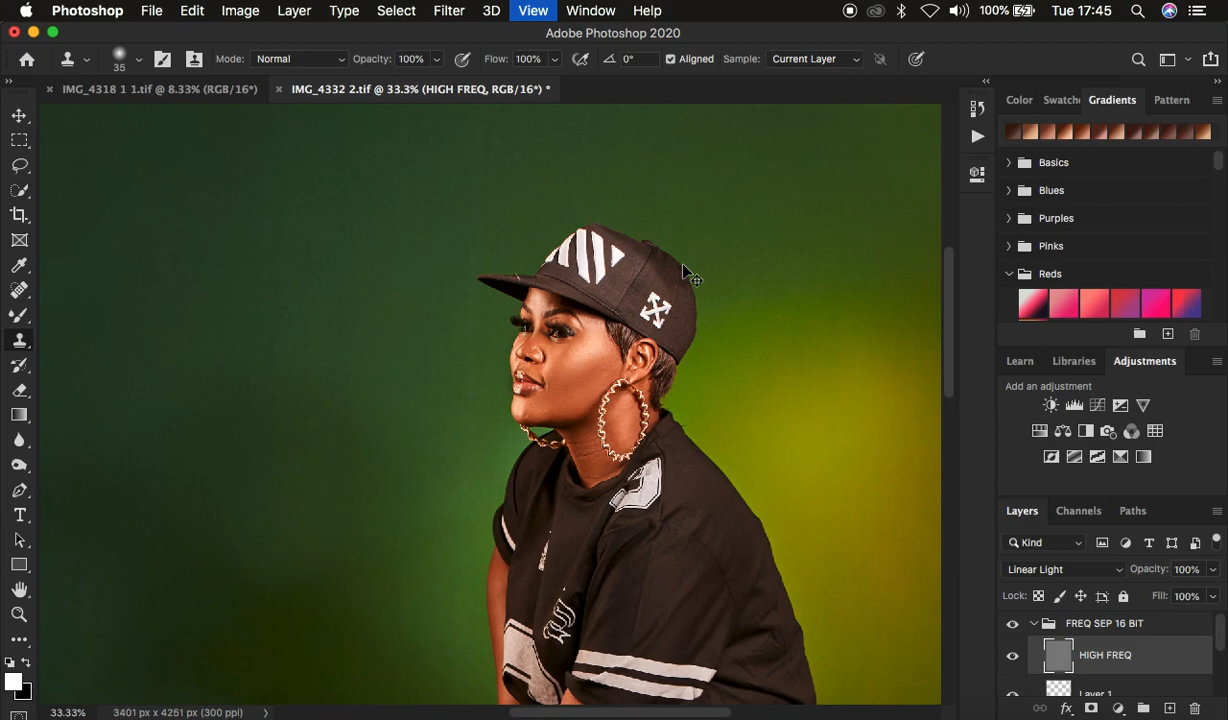 Photoshop File Edit Image Layer Type Select Filter 3D View Window Help 100% Tue 17:45
Adobe Photoshop 2020
35 Mode: Normal Opacity: 100% Flow: 100% 0° Aligned Sample: Current Layer
IMG_4318 1 1.tif @ 8.33% (RGB/16*) IMG_4332 2.tif @ 33.3% (HIGH FREQ, RGB/16*) *
Color Swatche Gradients Pattern
Basics
Blues
Purples
Pinks
Reds
Learn Libraries Adjustments
Add an adjustment
Layers Channels Paths
Kind
Linear Light Opacity: 100%
Lock: Fill: 100%
FREQ SEP 16 BIT
HIGH FREQ
Layer 1
33.33% 3401 px x 4251 px (300 ppi)